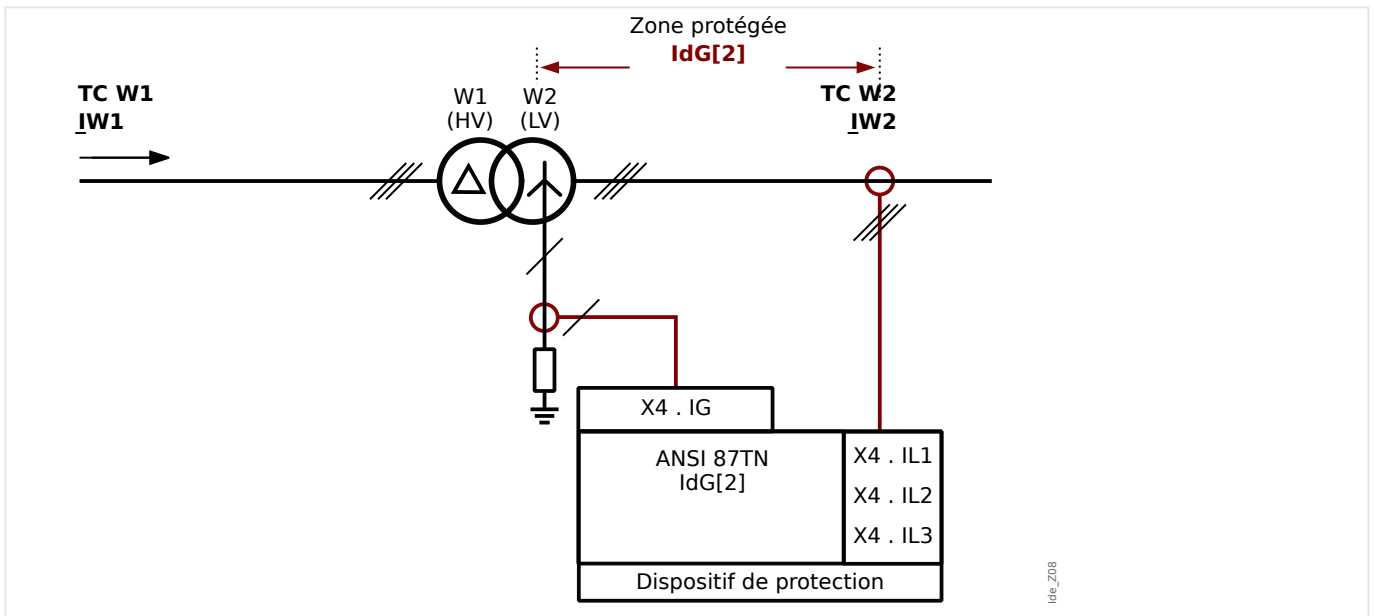 Zone protégée
IdG[2]
TC W1
IW1
W1
(HV)
W2
(LV)
TC W2
IW2
X4 . IG
ANSI 87TN
IdG[2]
X4 . IL1
X4 . IL2
X4 . IL3
Dispositif de protection
Ide_Z08